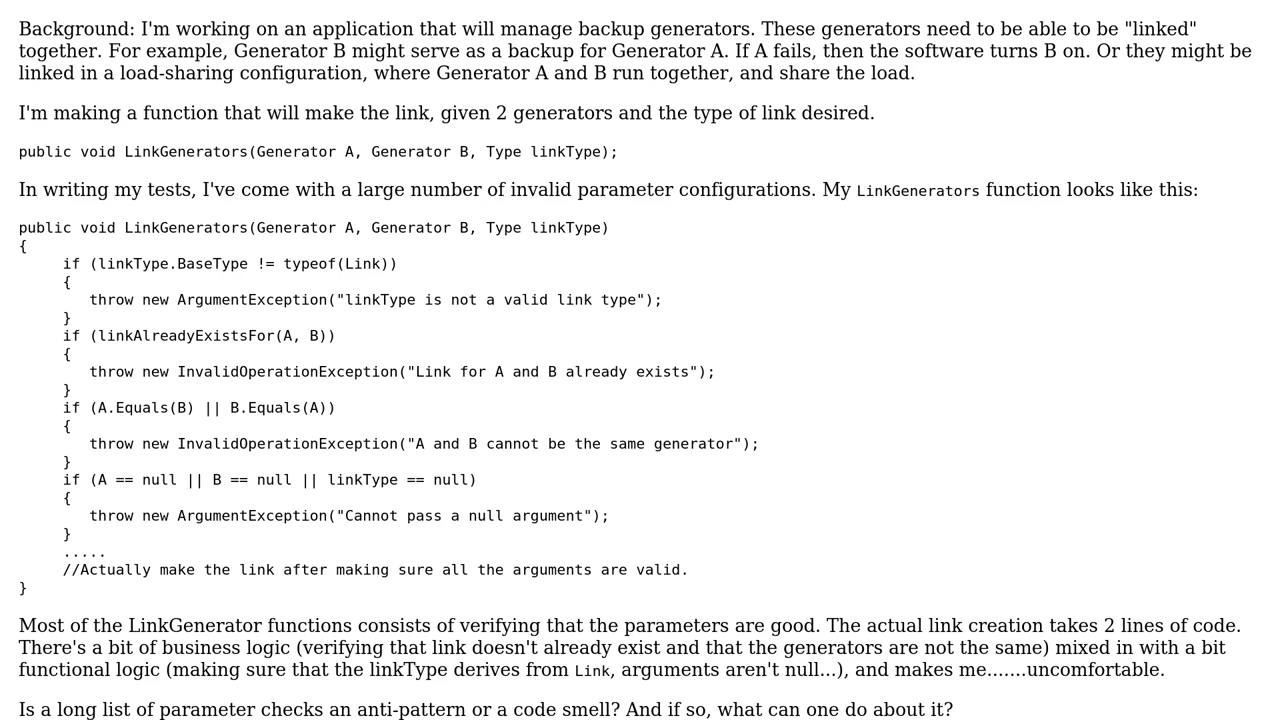 Background: I'm working on an application that will manage backup generators. These generators need to be able to be "linked"
together. For example, Generator B might serve as a backup for Generator A. If A fails, then the software turns B on. Or they might be
linked in a load-sharing configuration, where Generator A and B run together, and share the load.
I'm making a function that will make the link, given 2 generators and the type of link desired.
public void LinkGenerators(Generator A, Generator B, Type linkType);
In writing my tests, I've come with a large number of invalid parameter configurations. My LinkGenerators function looks like this:
public void LinkGenerators(Generator A, Generator B, Type linkType)
{
     if (linkType.BaseType != typeof(Link))
     {
        throw new ArgumentException("linkType is not a valid link type");
     }
     if (linkAlreadyExistsFor(A, B))
     {
        throw new InvalidOperationException("Link for A and B already exists");
     }
     if (A.Equals(B) || B.Equals(A))
     {
        throw new InvalidOperationException("A and B cannot be the same generator");
     }
     if (A == null || B == null || linkType == null)
     {
        throw new ArgumentException("Cannot pass a null argument");
     }
     .....
     //Actually make the link after making sure all the arguments are valid.
}
Most of the LinkGenerator functions consists of verifying that the parameters are good. The actual link creation takes 2 lines of code.
There's a bit of business logic (verifying that link doesn't already exist and that the generators are not the same) mixed in with a bit
functional logic (making sure that the linkType derives from Link, arguments aren't null...), and makes me.......uncomfortable.
Is a long list of parameter checks an anti-pattern or a code smell? And if so, what can one do about it?